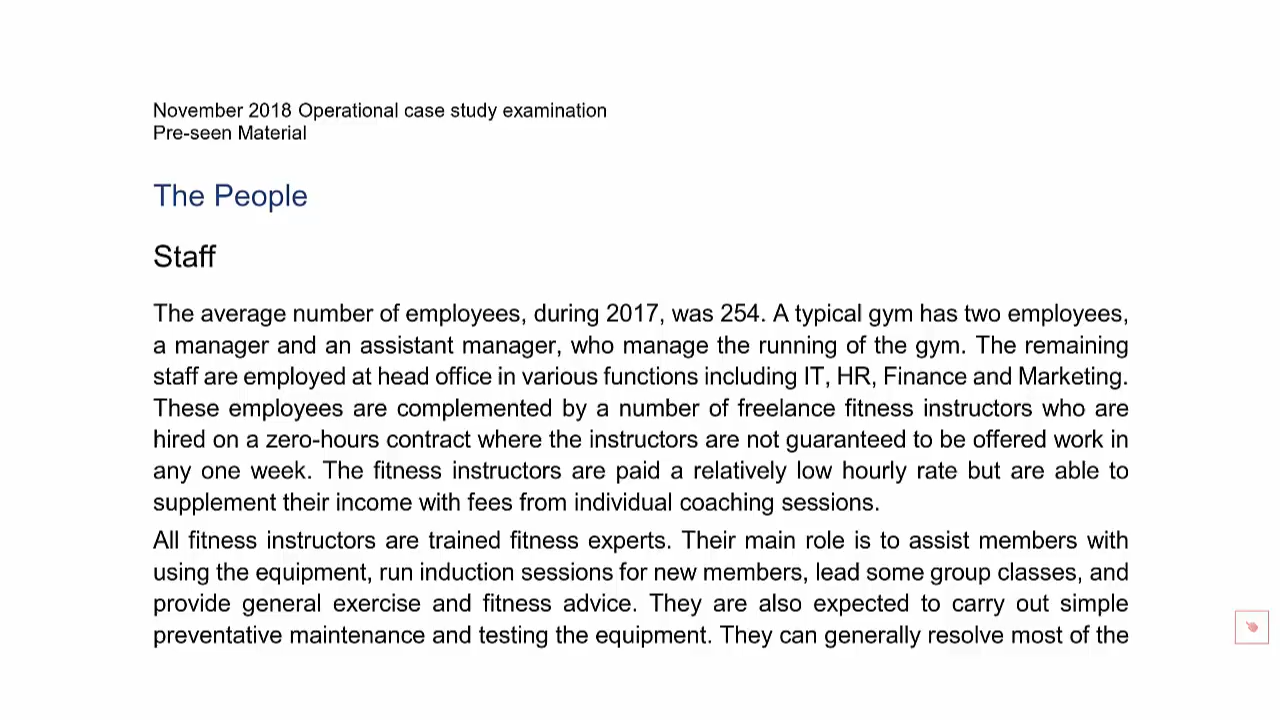 November 2018 Operational case study examination
Pre-seen Material
The People
Staff
The average number of employees, during 2017, was 254. A typical gym has two employees,
a manager and an assistant manager, who manage the running of the gym. The remaining
staff are employed at head office in various functions including IT, HR, Finance and Marketing.
These employees are complemented by a number of freelance fitness instructors who are
hired on a zero-hours contract where the instructors are not guaranteed to be offered work in
any one week. The fitness instructors are paid a relatively low hourly rate but are able to
supplement their income with fees from individual coaching sessions.
All fitness instructors are trained fitness experts. Their main role is to assist members with
using the equipment, run induction sessions for new members, lead some group classes, and
provide general exercise and fitness advice. They are also expected to carry out simple
preventative maintenance and testing the equipment. They can generally resolve most of the